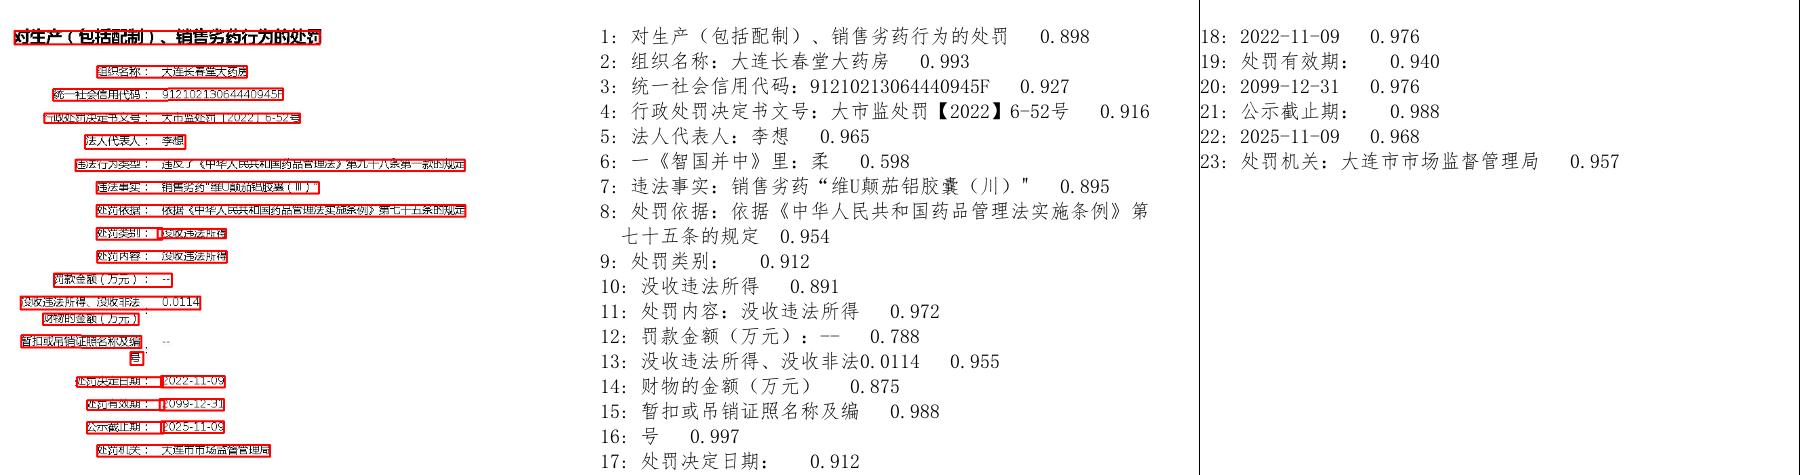 对生产（包括配制）、销售劣药行为的处罚
组织名称： 大连长春堂大药房
统一社会信用代码： 91210213064440945F
行政处罚决定书文号： 大市监处罚【2022】6-52号
法人代表人： 李想
违法行为类型： 违反了《中华人民共和国药品管理法》第九十八条第一款的规定
违法事实： 销售劣药“维U颠茄铝胶囊（Ⅲ）”
处罚依据： 依据《中华人民共和国药品管理法实施条例》第七十五条的规定
处罚类别： 没收违法所得
处罚内容： 没收违法所得
罚款金额（万元）： --
没收违法所得、没收非法 0.0114
财物的金额（万元）：
暂扣或吊销证照名称及编 --
号：
处罚决定日期： 2022-11-09
处罚有效期： 2099-12-31
公示截止期： 2025-11-09
处罚机关： 大连市市场监督管理局
1: 对生产（包括配制）、销售劣药行为的处罚 0.898
2: 组织名称：大连长春堂大药房 0.993
3: 统一社会信用代码：91210213064440945F 0.927
4: 行政处罚决定书文号：大市监处罚【2022】6-52号 0.916
5: 法人代表人：李想 0.965
6: 一《智国并中》里：柔 0.598
7: 违法事实：销售劣药“维U颠茄铝胶囊（川）" 0.895
8: 处罚依据：依据《中华人民共和国药品管理法实施条例》第
七十五条的规定 0.954
9: 处罚类别： 0.912
10: 没收违法所得 0.891
11: 处罚内容：没收违法所得 0.972
12: 罚款金额（万元）：-- 0.788
13: 没收违法所得、没收非法0.0114 0.955
14: 财物的金额（万元） 0.875
15: 暂扣或吊销证照名称及编 0.988
16: 号 0.997
17: 处罚决定日期： 0.912
18: 2022-11-09 0.976
19: 处罚有效期： 0.940
20: 2099-12-31 0.976
21: 公示截止期： 0.988
22: 2025-11-09 0.968
23: 处罚机关：大连市市场监督管理局 0.957